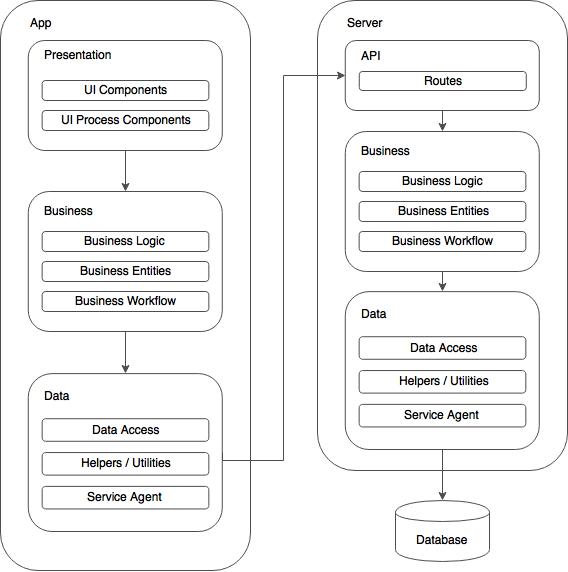 App
Presentation
UI Components
UI Process Components
Business
Business Logic
Business Entities
Business Workflow
Data
Data Access
Helpers / Utilities
Service Agent
Server
API
Routes
Business
Business Logic
Business Entities
Business Workflow
Data
Data Access
Helpers / Utilities
Service Agent
Database